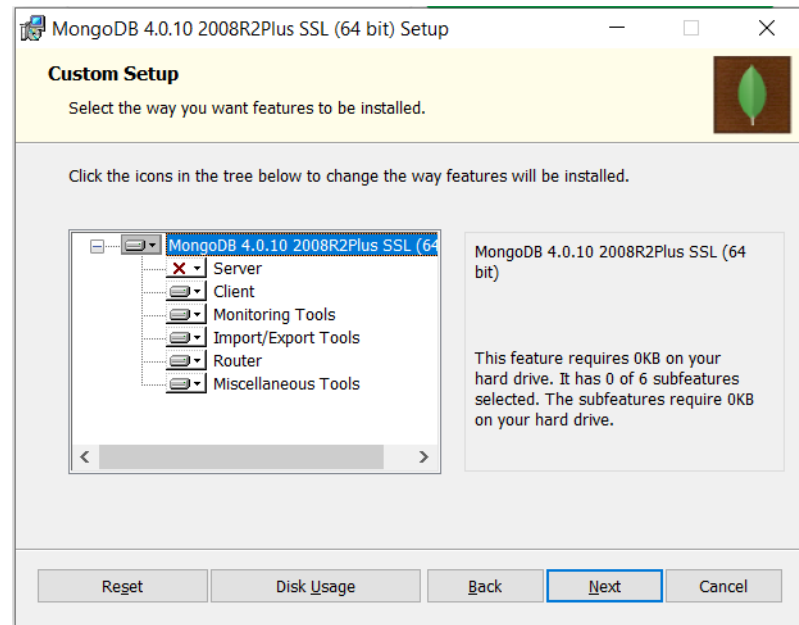 MongoDB 4.0.10 2008R2Plus SSL (64 bit) Setup
Custom Setup
Select the way you want features to be installed.
Click the icons in the tree below to change the way features will be installed.
MongoDB 4.0.10 2008R2Plus SSL (64
Server
Client
Monitoring Tools
Import/Export Tools
Router
Miscellaneous Tools
MongoDB 4.0.10 2008R2Plus SSL (64
bit)
This feature requires 0KB on your
hard drive. It has 0 of 6 subfeatures
selected. The subfeatures require 0KB
on your hard drive.
Reset
Disk Usage
Back
Next
Cancel